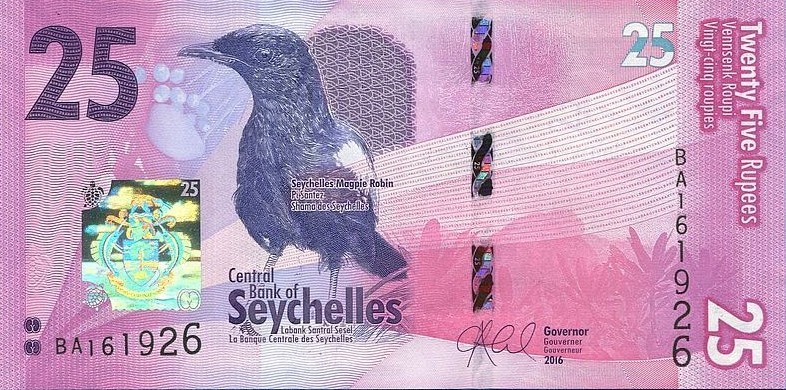 25
25
Twenty Five Rupees
Vennsenk Roupi
Vingt-cinq roupies
25
Seychelles Magpie Robin
Pi Santez
Shama des Seychelles
BA161926
Central
Bank of
Seychelles
Labank Santral Sesel
La Banque Centrale des Seychelles
BA161926
Governor
Gouverner
Gouverneur
2016
25